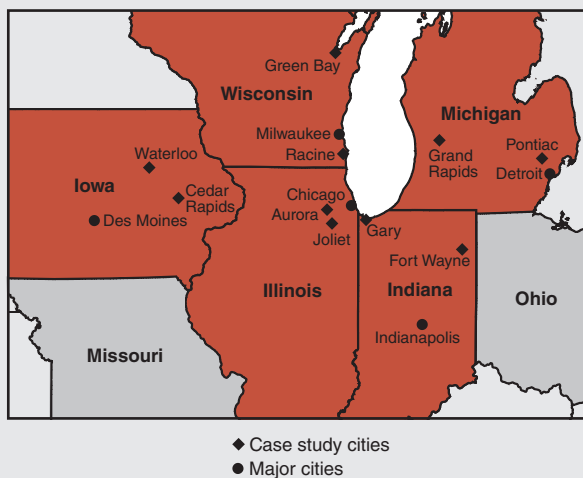 Green Bay
Wisconsin
Michigan
Milwaukee
Waterloo
Racine
Grand
Rapids
Pontiac
Detroit
Iowa
Cedar
Rapids
Des Moines
Chicago
Aurora
Joliet
Gary
Fort Wayne
Illinois
Indiana
Ohio
Missouri
Indianapolis
Case study cities
Major cities